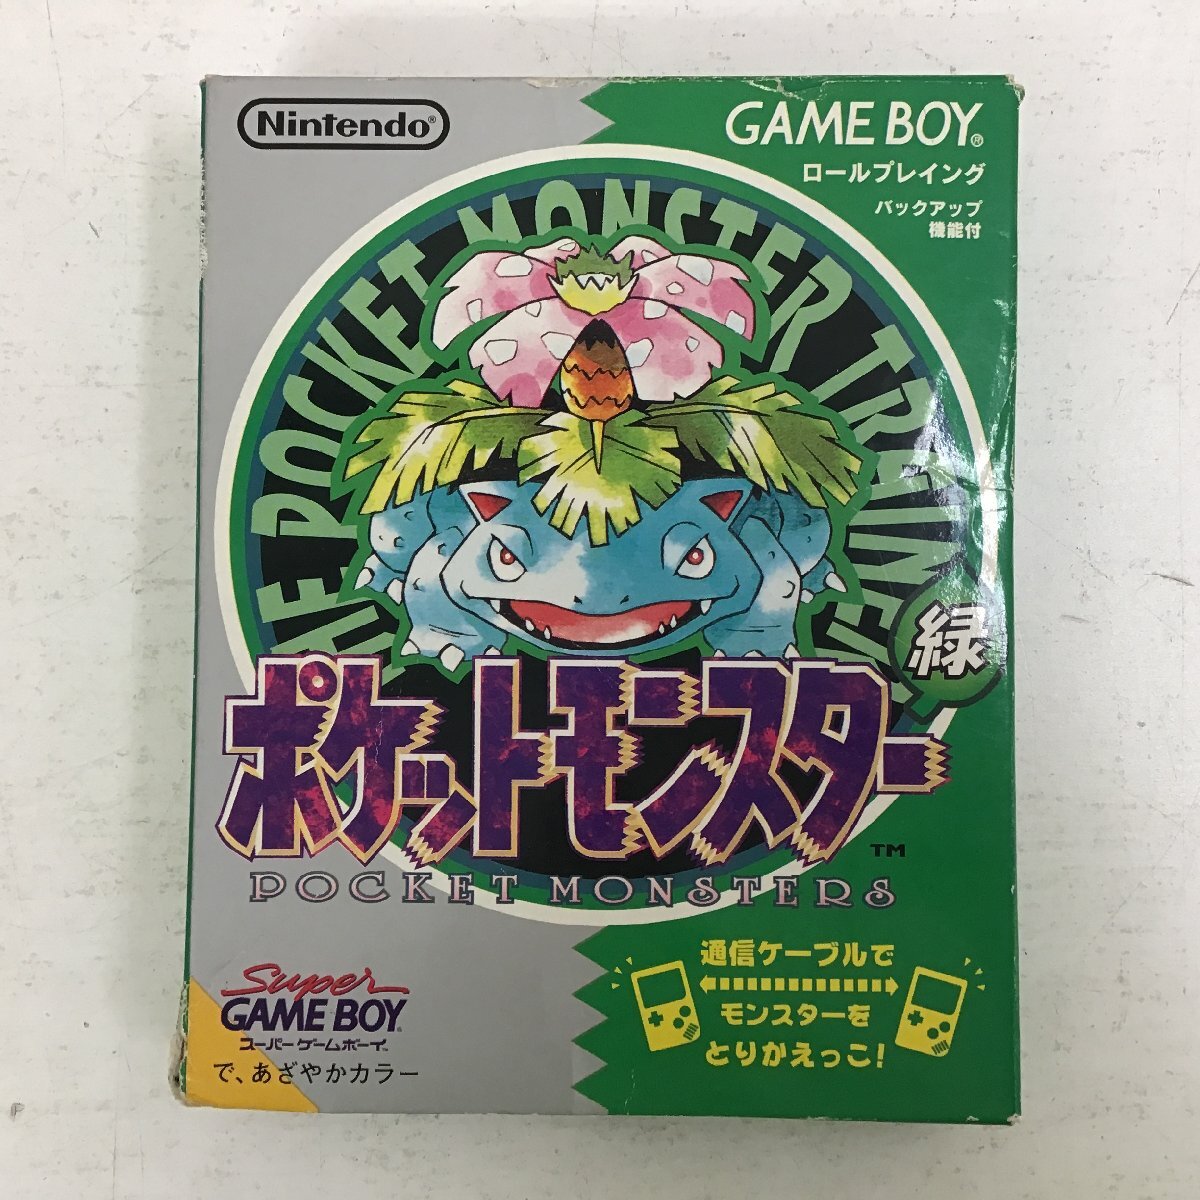 Nintendo®
GAME BOY®
ロールプレイング
バックアップ
機能付
THE POCKET MONSTER TRAINER
緑
ポケットモンスター
TM
POCKET MONSTERS
通信ケーブルで
モンスターを
とりかえっこ!
Super
GAME BOY
スーパーゲームボーイ
で、あざやかカラー